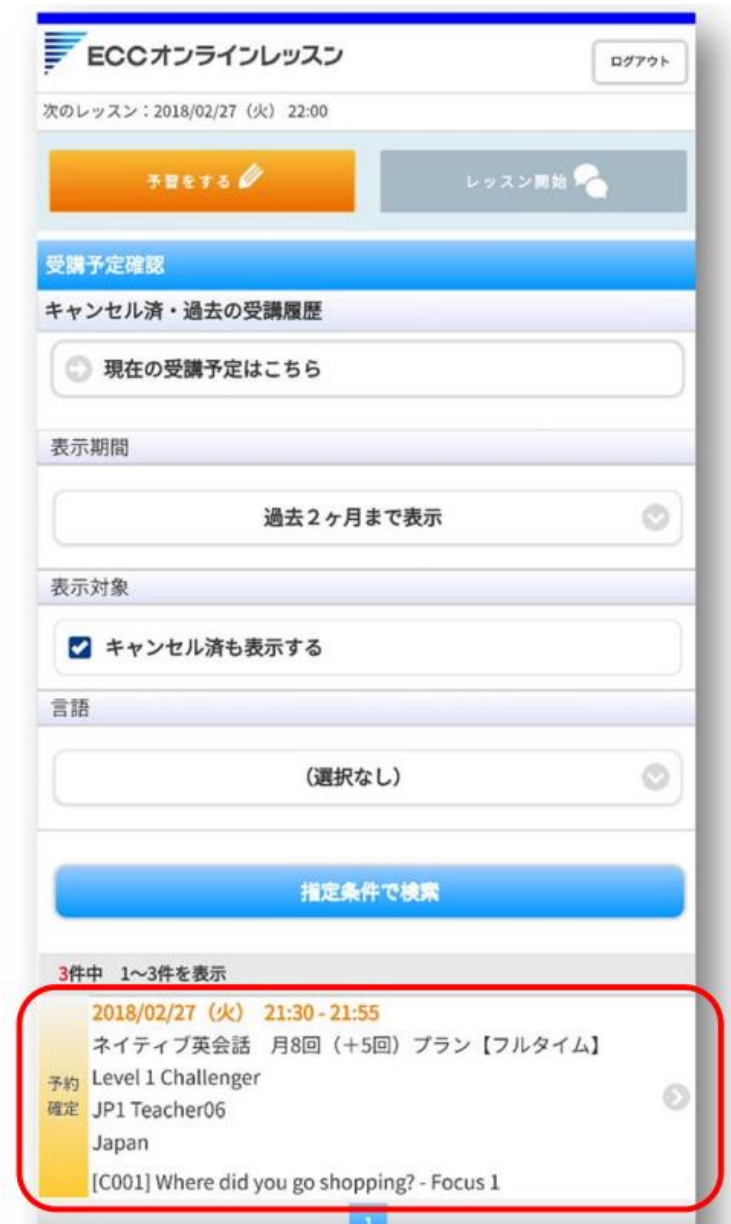 ECCオンラインレッスン
ログアウト
次のレッスン：2018/02/27（火） 22:00
予習をする
レッスン開始
受講予定確認
キャンセル済・過去の受講履歴
現在の受講予定はこちら
表示期間
過去２ヶ月まで表示
表示対象
キャンセル済も表示する
言語
（選択なし）
指定条件で検索
3件中　1〜3件を表示
2018/02/27（火） 21:30 - 21:55
ネイティブ英会話　月8回（＋5回）プラン【フルタイム】
予約
確定
Level 1 Challenger
JP1 Teacher06
Japan
[C001] Where did you go shopping? - Focus 1
1